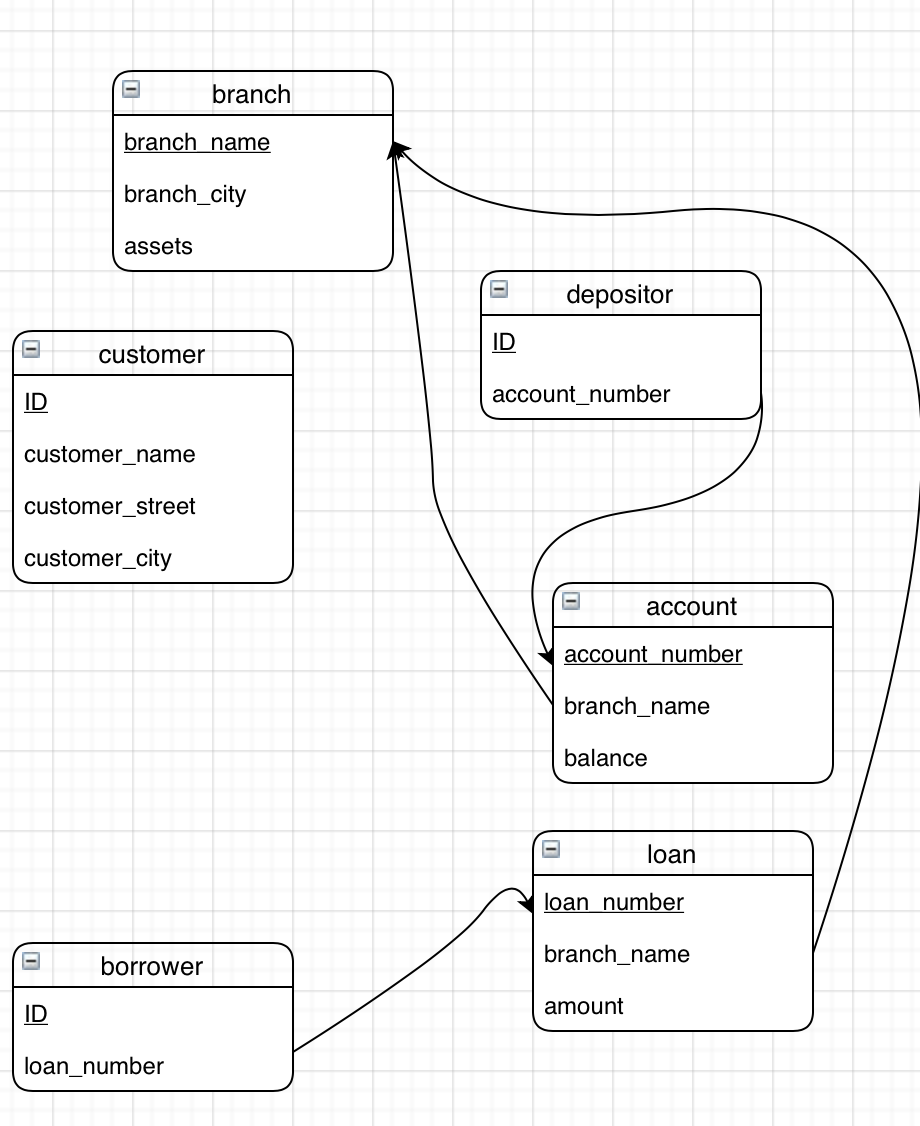 branch
branch_name
branch_city
assets
depositor
ID
account_number
customer
ID
customer_name
customer_street
customer_city
account
account_number
branch_name
balance
loan
loan_number
branch_name
amount
borrower
ID
loan_number